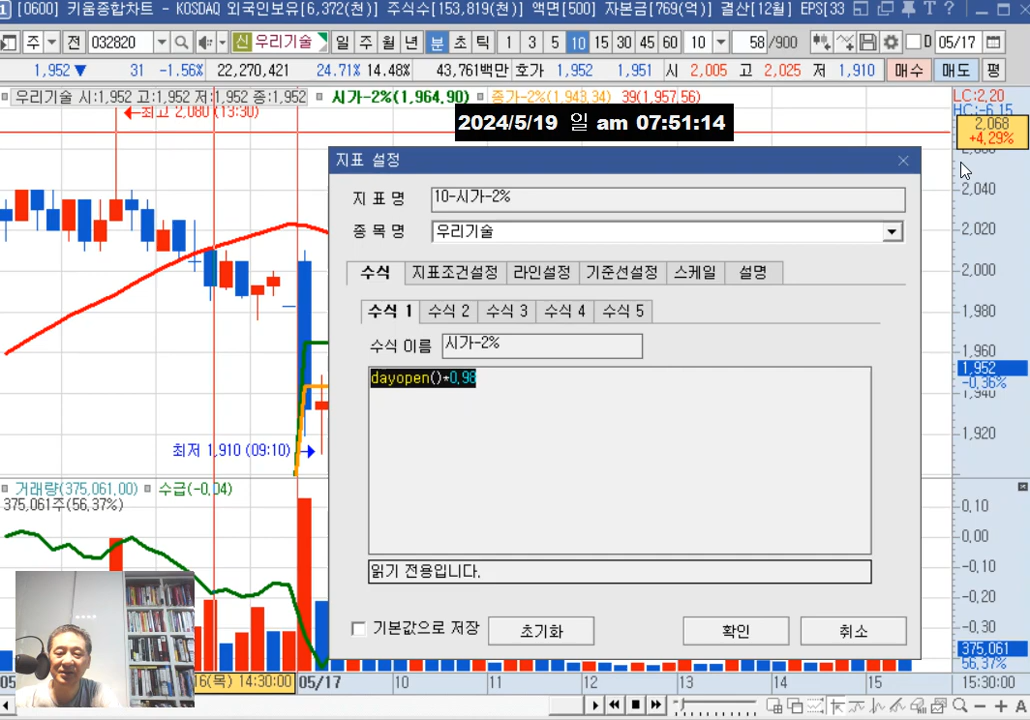 [0600] 키움종합차트 - KOSDAQ 외국인보유[6,372(천)] 주식수[153,819(천)] 액면[500] 자본금[769(억)] 결산[12월] EPS[33
주 전 032820 신 우리기술 일 주 월 년 분 초 틱 1 3 5 10 15 30 45 60 10 58 /900 D 05/17
1,952 ▼ 31 -1.56% 22,270,421 24.71% 14.48% 43,761백만 호가 1,952 1,951 시 2,005 고 2,025 저 1,910 매수 매도 평
우리기술 시:1,952 고:1,952 저:1,952 종:1,952 시가-2%(1,964.90) 종가-2%(1,943.34) 39(1,957.56) LC:2.20
HC:-6.15
←최고 2,080 (13:30)
2024/5/19 일 am 07:51:14
2,068
+4.29%
지표 설정
2,040
지 표 명 10-시가-2%
종 목 명 우리기술
2,020
수식 지표조건설정 라인설정 기준선설정 스케일 설명
2,000
수식 1 수식 2 수식 3 수식 4 수식 5
1,980
수식 이름 시가-2%
1,960
1,952
dayopen()*0.98
-0.36%
1,940
1,920
최저 1,910 (09:10)→
거래량(375,061.00) 수급(-0.04)
375,061주(56.37%)
0.10
0.00
-0.10
-0.20
-0.30
읽기 전용입니다.
기본값으로 저장 초기화 확인 취소
375,061
56.37%
05 16(목) 14:30:00 05/17 10 11 12 13 14 15 15:30:00
A